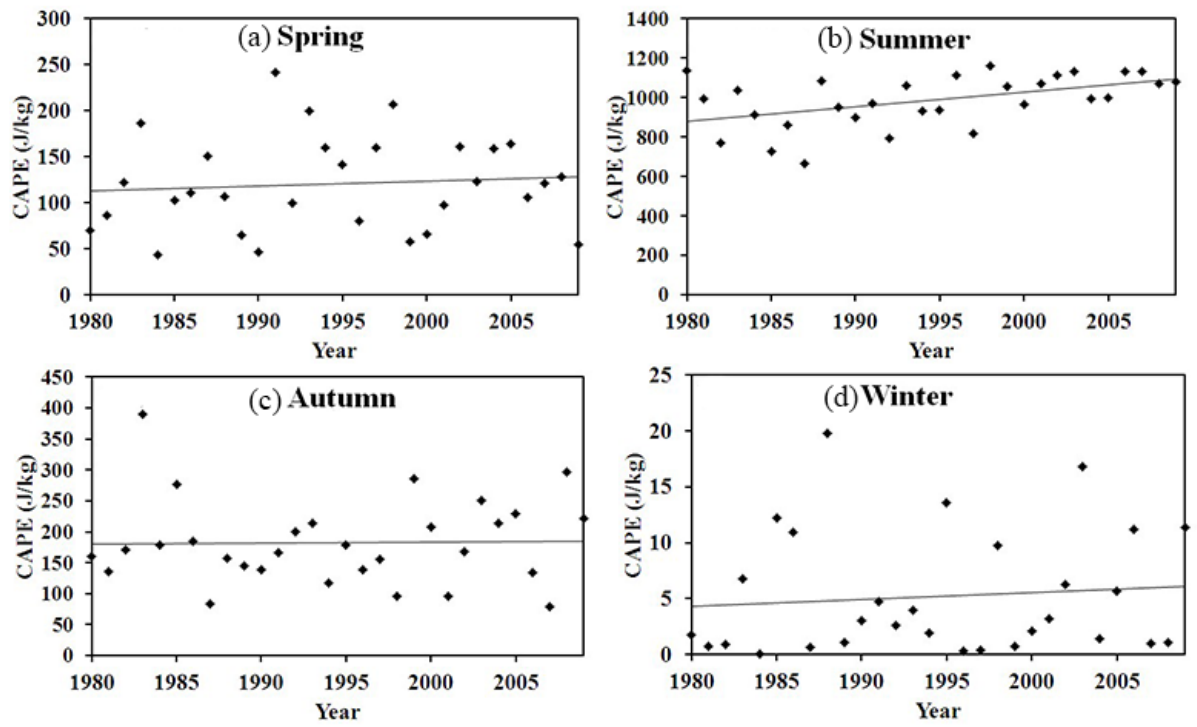 (a) Spring
CAPE (J/kg)
300
250
200
150
100
50
0
1980 1985 1990 1995 2000 2005
Year
(b) Summer
CAPE (J/kg)
1400
1200
1000
800
600
400
200
0
1980 1985 1990 1995 2000 2005
Year
(c) Autumn
CAPE (J/kg)
450
400
350
300
250
200
150
100
50
0
1980 1985 1990 1995 2000 2005
Year
(d) Winter
CAPE (J/kg)
25
20
15
10
5
0
1980 1985 1990 1995 2000 2005
Year